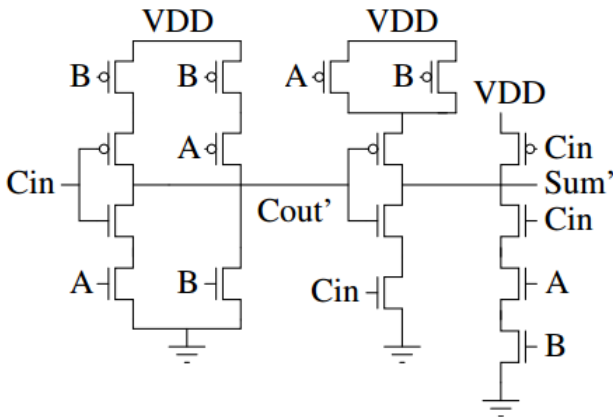 VDD VDD
B B A B
VDD
A Cin
Cin Sum'
Cout' Cin
A B Cin A
B